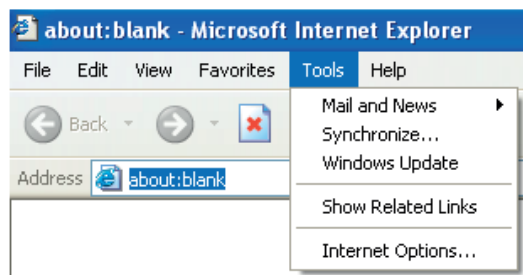 about:blank - Microsoft Internet Explorer
File Edit View Favorites Tools Help
Mail and News
Back
Synchronize...
Windows Update
Address about:blank
Show Related Links
Internet Options...